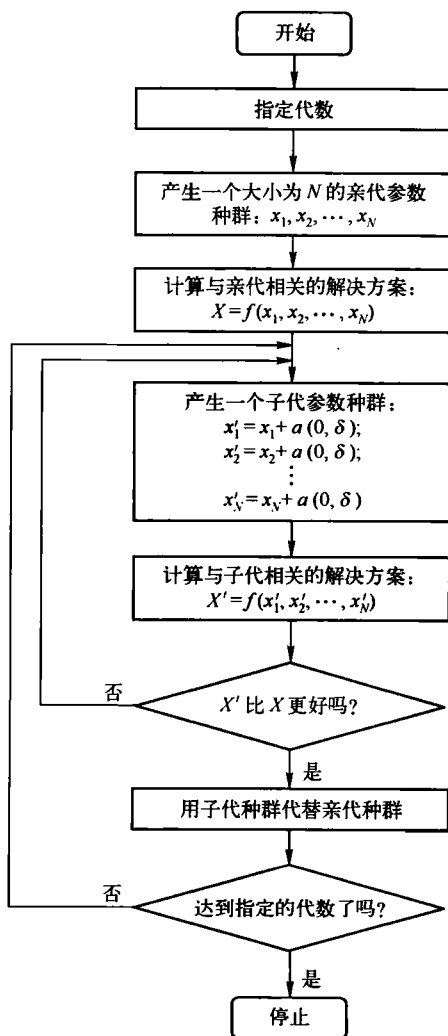 开始
指定代数
产生一个大小为 N 的亲代参数
种群：x₁, x₂, ⋯, x_N
计算与亲代相关的解决方案：
X = f(x₁, x₂, ⋯, x_N)
产生一个子代参数种群：
x′₁ = x₁ + a (0, δ);
x′₂ = x₂ + a (0, δ);
⋮
x′_N = x_N + a (0, δ)
计算与子代相关的解决方案：
X′ = f(x′₁, x′₂, ⋯, x′_N)
否
X′ 比 X 更好吗？
是
用子代种群代替亲代种群
否
达到指定的代数了吗？
是
停止